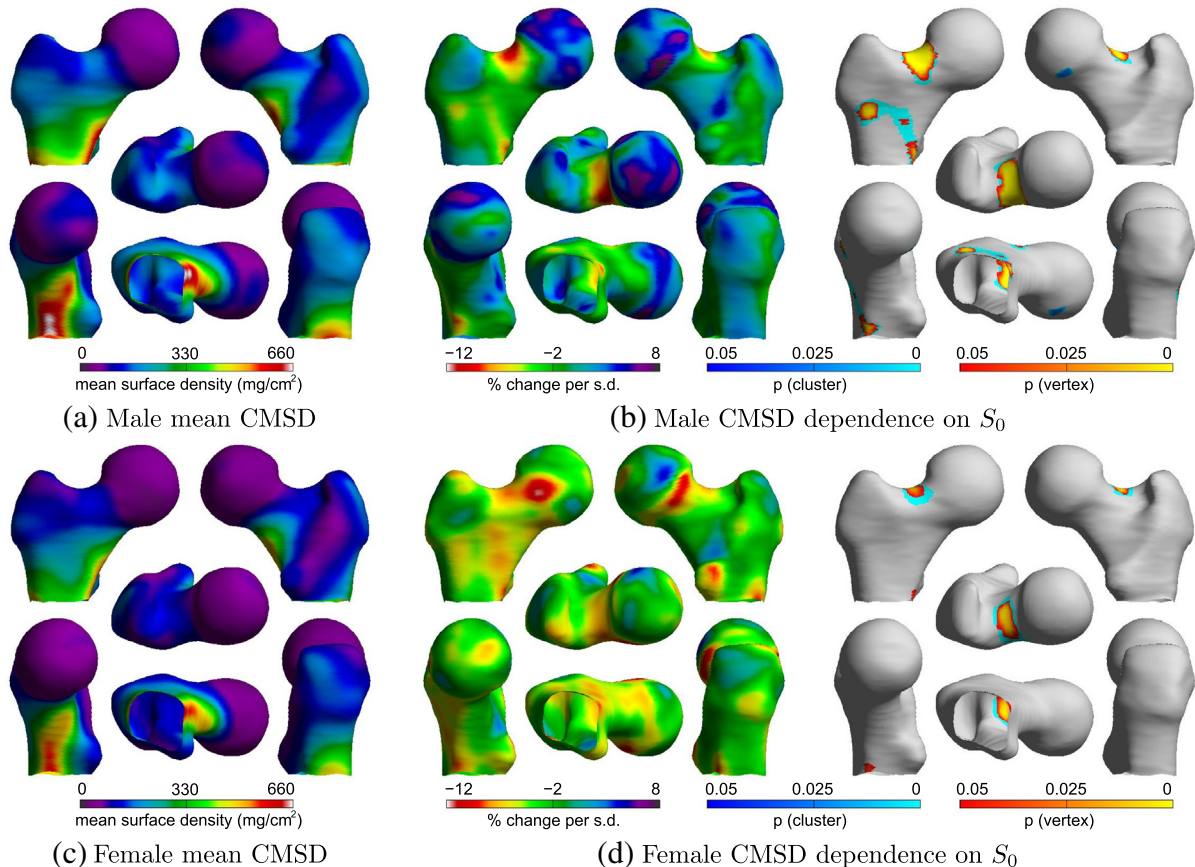 0 330 660
mean surface density (mg/cm²)
−12 −2 8
% change per s.d.
0.05 0.025 0
p (cluster)
0.05 0.025 0
p (vertex)
(a) Male mean CMSD
(b) Male CMSD dependence on S₀
0 330 660
mean surface density (mg/cm²)
−12 −2 8
% change per s.d.
0.05 0.025 0
p (cluster)
0.05 0.025 0
p (vertex)
(c) Female mean CMSD
(d) Female CMSD dependence on S₀